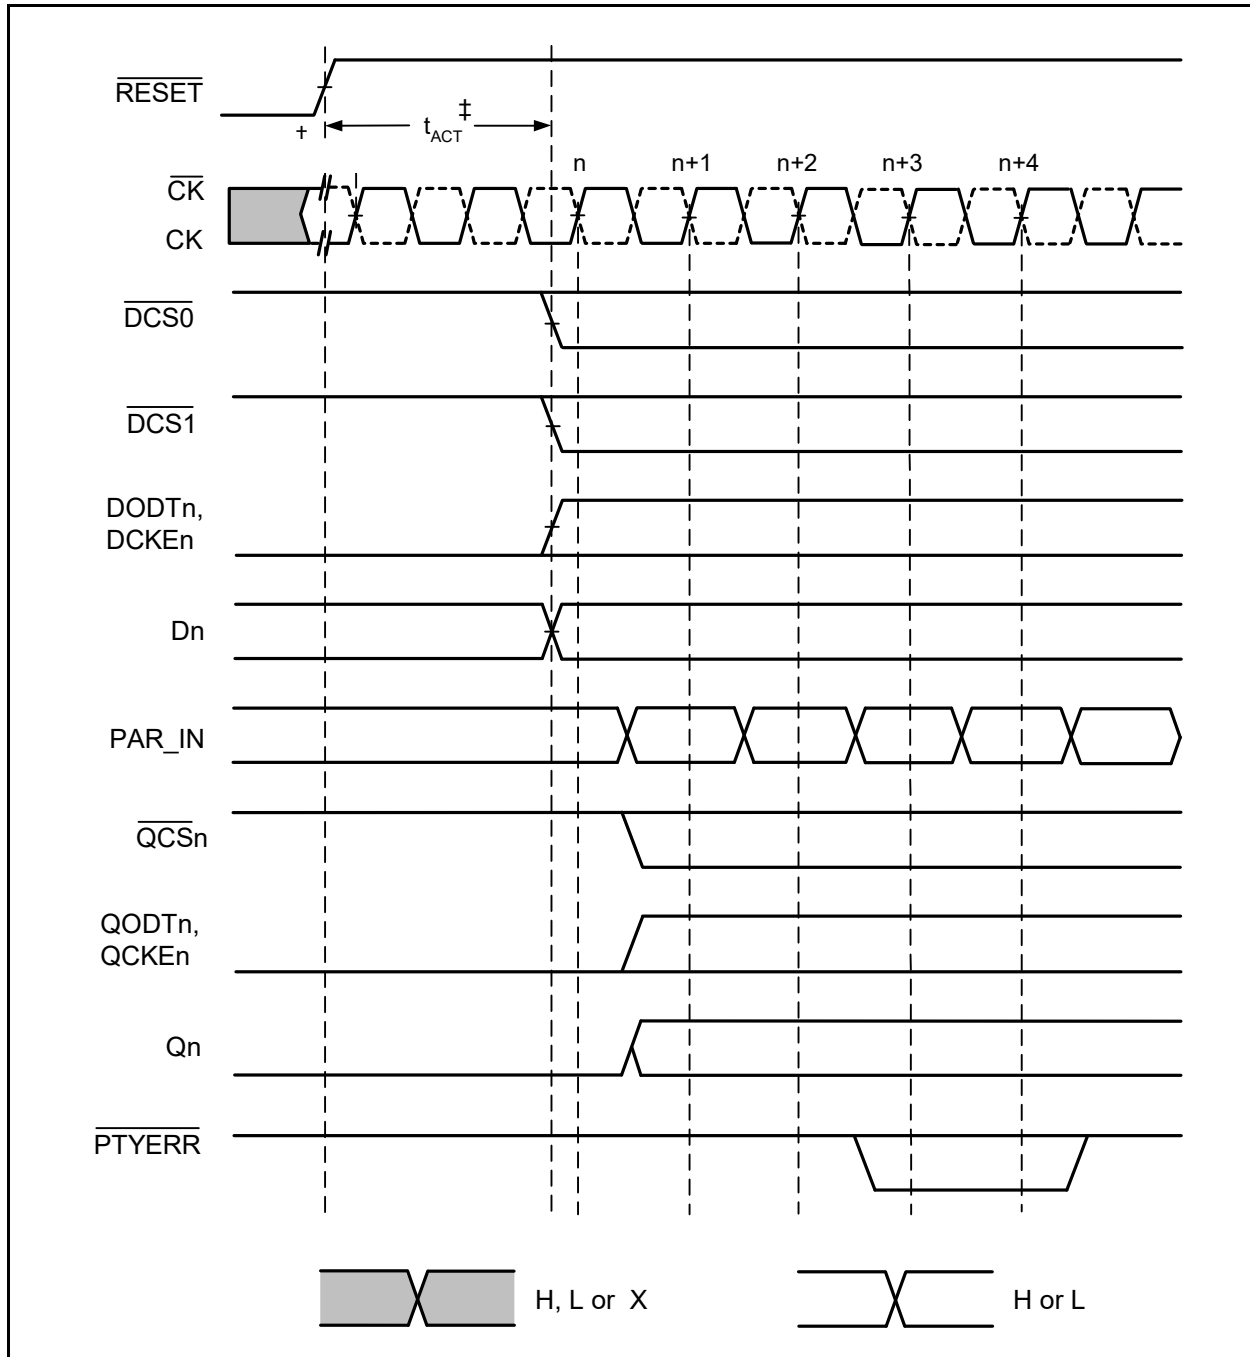 RESET
† t_ACT ‡
n n+1 n+2 n+3 n+4
CK
CK
DCS0
DCS1
DODTn,
DCKEn
Dn
PAR_IN
QCSn
QODTn,
QCKEn
Qn
PTYERR
H, L or X
H or L